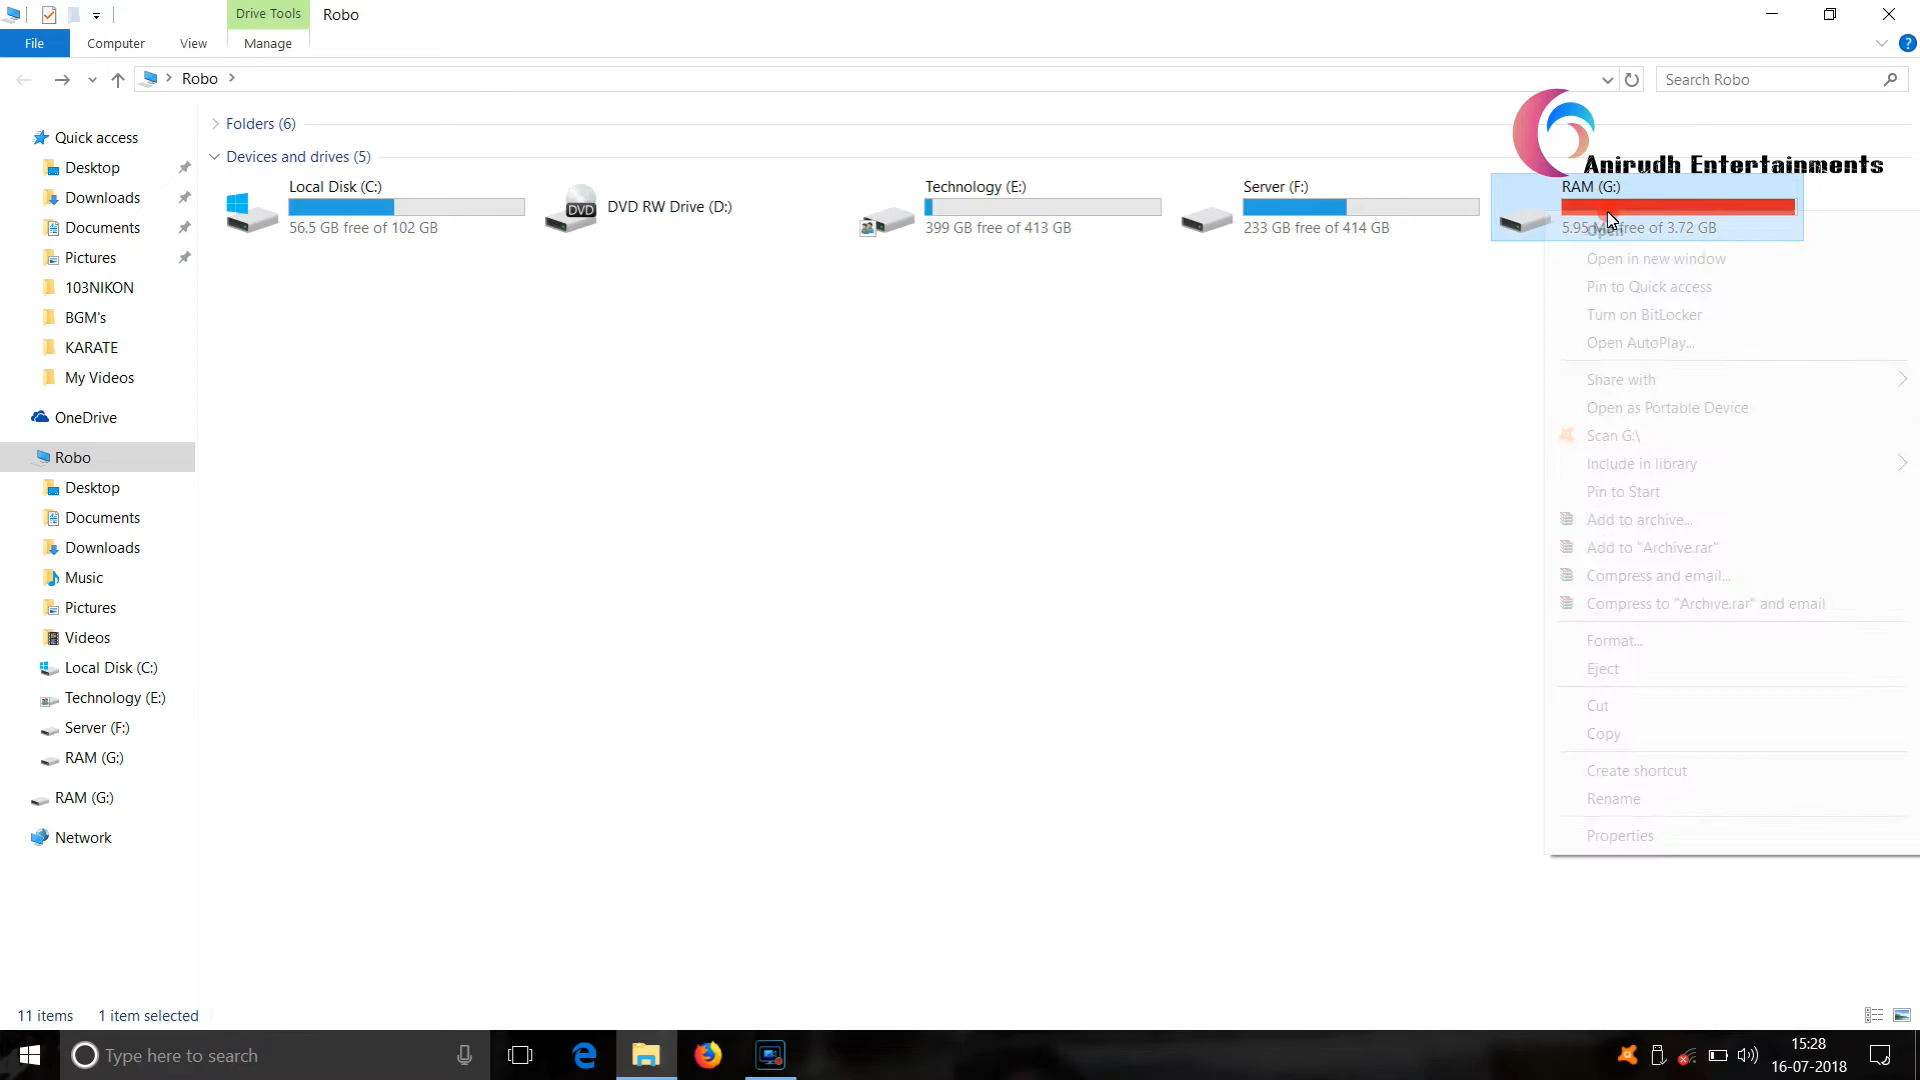 Drive Tools
Robo
File
Computer
View
Manage
?
Robo
Search Robo
Anirudh Entertainments
Quick access
Desktop
Downloads
Documents
Pictures
103NIKON
BGM's
KARATE
My Videos
OneDrive
Robo
Desktop
Documents
Downloads
Music
Pictures
Videos
Local Disk (C:)
Technology (E:)
Server (F:)
RAM (G:)
RAM (G:)
Network
Folders (6)
Devices and drives (5)
Local Disk (C:)
56.5 GB free of 102 GB
DVD
DVD RW Drive (D:)
Technology (E:)
399 GB free of 413 GB
Server (F:)
233 GB free of 414 GB
RAM (G:)
5.95 free of 3.72 GB
Open
Open in new window
Pin to Quick access
Turn on BitLocker
Open AutoPlay...
Share with
Open as Portable Device
Scan G:\
Include in library
Pin to Start
Add to archive...
Add to "Archive.rar"
Compress and email...
Compress to "Archive.rar" and email
Format...
Eject
Cut
Copy
Create shortcut
Rename
Properties
11 items
1 item selected
Type here to search
15:28
16-07-2018